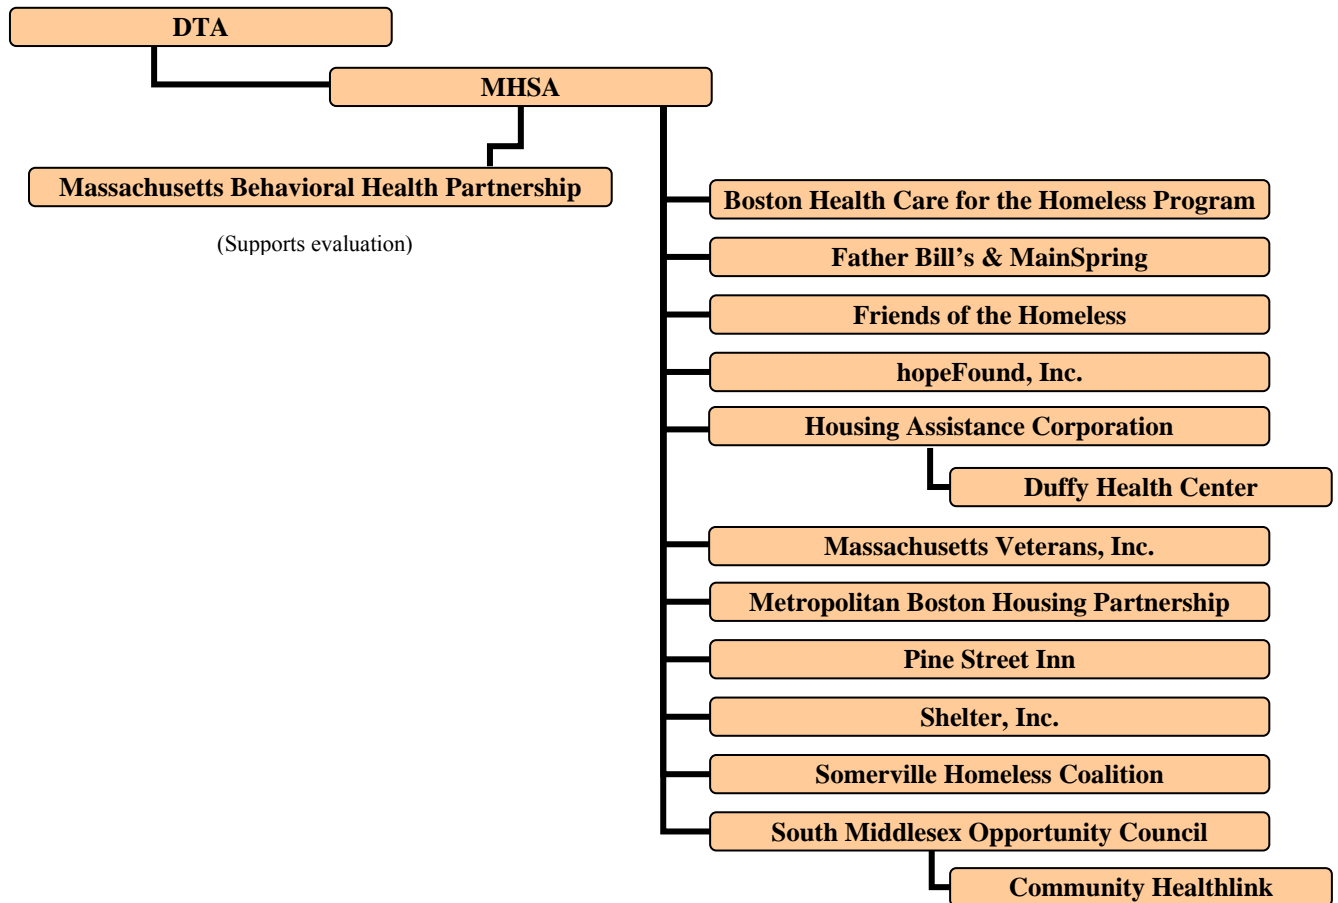 DTA
MHSA
Massachusetts Behavioral Health Partnership
(Supports evaluation)
Boston Health Care for the Homeless Program
Father Bill's & MainSpring
Friends of the Homeless
hopeFound, Inc.
Housing Assistance Corporation
Duffy Health Center
Massachusetts Veterans, Inc.
Metropolitan Boston Housing Partnership
Pine Street Inn
Shelter, Inc.
Somerville Homeless Coalition
South Middlesex Opportunity Council
Community Healthlink